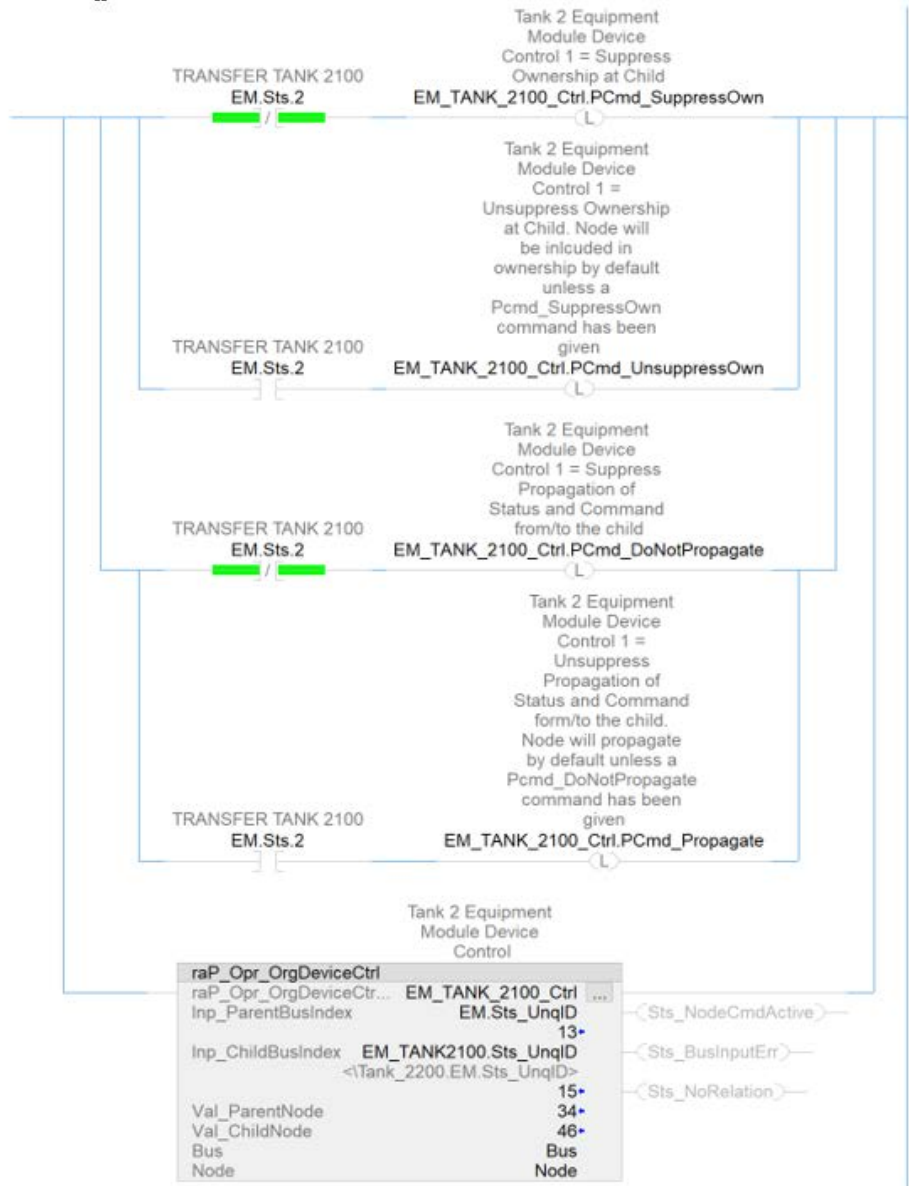 Tank 2 Equipment
Module Device
Control 1 = Suppress
Ownership at Child
TRANSFER TANK 2100
EM.Sts.2
EM_TANK_2100_Ctrl.PCmd_SuppressOwn
/
(L)
Tank 2 Equipment
Module Device
Control 1 =
Unsuppress Ownership
at Child. Node will
be inlcuded in
ownership by default
unless a
Pcmd_SuppressOwn
command has been
given
TRANSFER TANK 2100
EM.Sts.2
EM_TANK_2100_Ctrl.PCmd_UnsuppressOwn
(L)
Tank 2 Equipment
Module Device
Control 1 = Suppress
Propagation of
Status and Command
from/to the child
TRANSFER TANK 2100
EM.Sts.2
EM_TANK_2100_Ctrl.PCmd_DoNotPropagate
/
(L)
Tank 2 Equipment
Module Device
Control 1 =
Unsuppress
Propagation of
Status and Command
form/to the child.
Node will propagate
by default unless a
Pcmd_DoNotPropagate
command has been
given
TRANSFER TANK 2100
EM.Sts.2
EM_TANK_2100_Ctrl.PCmd_Propagate
(L)
Tank 2 Equipment
Module Device
Control
raP_Opr_OrgDeviceCtrl
raP_Opr_OrgDeviceCtr... EM_TANK_2100_Ctrl ...
Inp_ParentBusIndex EM.Sts_UnqID
13
(Sts_NodeCmdActive)
Inp_ChildBusIndex EM_TANK2100.Sts_UnqID
(Sts_BusInputErr)
<\Tank_2200.EM.Sts_UnqID>
15
(Sts_NoRelation)
Val_ParentNode 34
Val_ChildNode 46
Bus Bus
Node Node